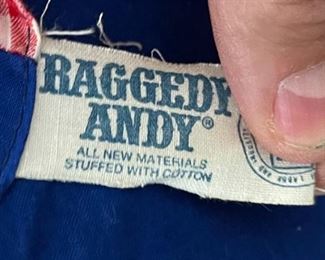 RAGGEDY
ANDY®
ALL NEW MATERIALS
STUFFED WITH COTTON